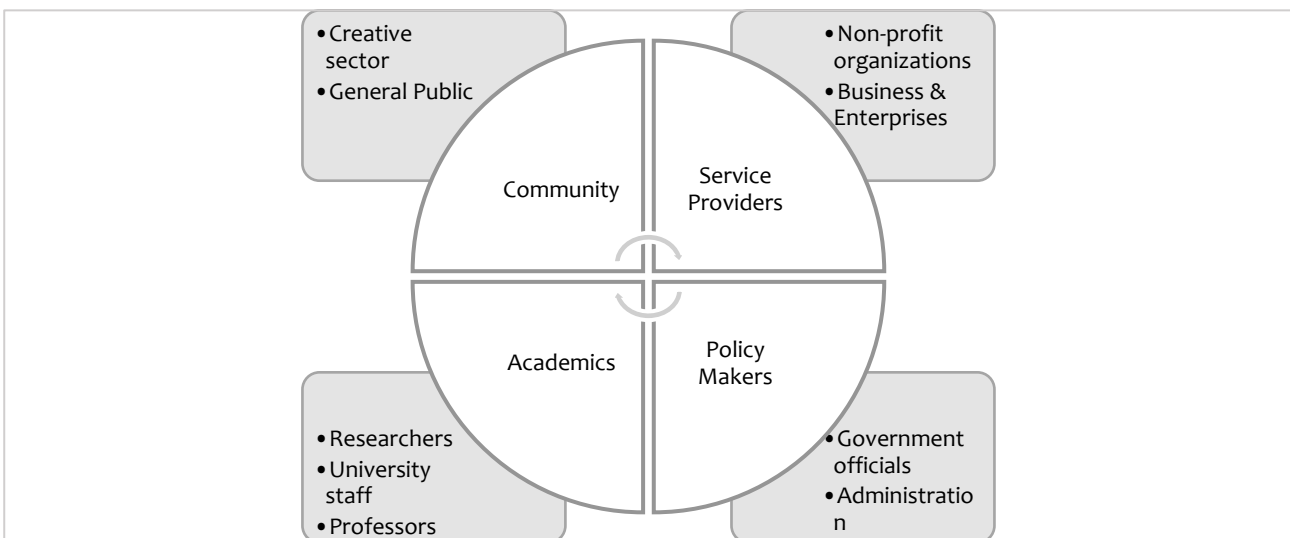 • Creative
sector
• General Public
• Non-profit
organizations
• Business &
Enterprises
Community
Service
Providers
Academics
Policy
Makers
• Researchers
• University
staff
• Professors
• Government
officials
• Administratio
n